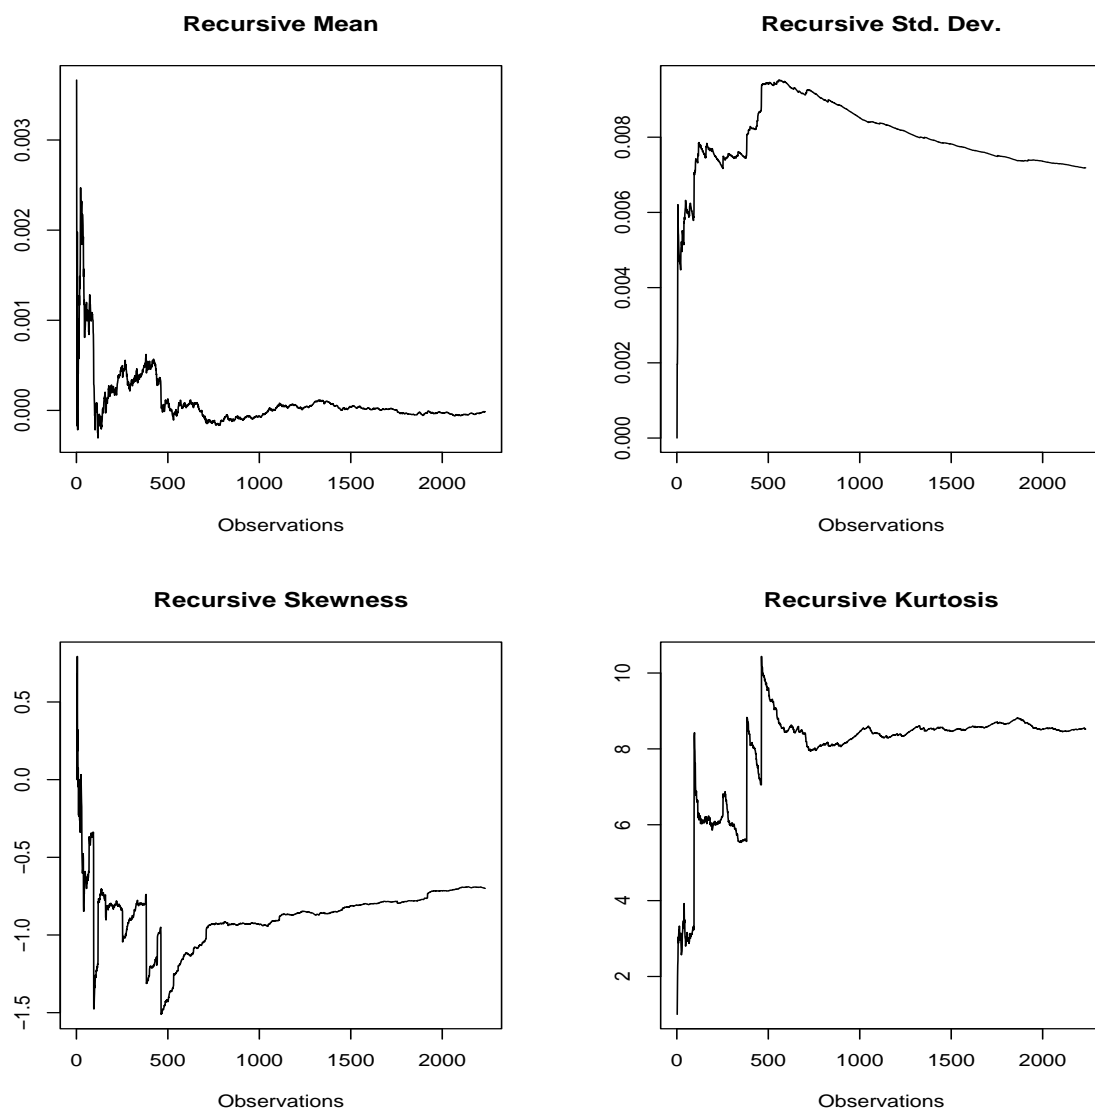 Recursive Mean
0.003
0.002
0.001
0.000
0 500 1000 1500 2000
Observations
Recursive Std. Dev.
0.008
0.006
0.004
0.002
0.000
0 500 1000 1500 2000
Observations
Recursive Skewness
0.5
0.0
−0.5
−1.0
−1.5
0 500 1000 1500 2000
Observations
Recursive Kurtosis
10
8
6
4
2
0 500 1000 1500 2000
Observations